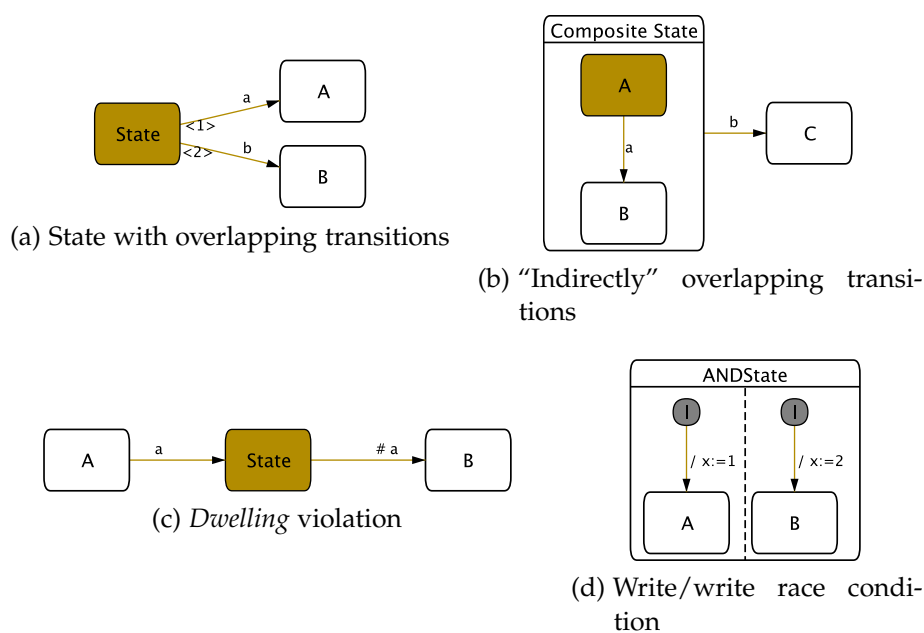 State
a
<1>
<2>
b
A
B
(a) State with overlapping transitions
Composite State
A
a
B
b
C
(b) “Indirectly” overlapping transi-
tions
A
a
State
# a
B
(c) Dwelling violation
ANDState
I
I
/ x:=1
/ x:=2
A
B
(d) Write/write race condi-
tion